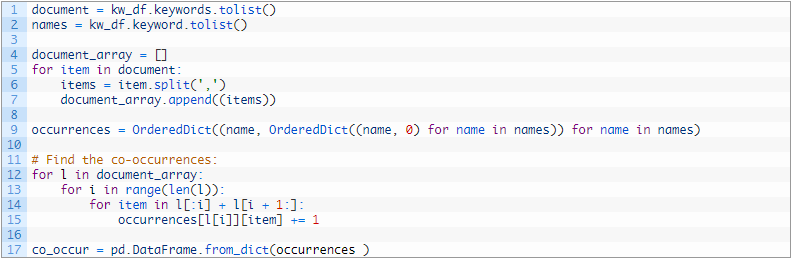 1 document = kw_df.keywords.tolist()
2 names = kw_df.keyword.tolist()
3
4 document_array = []
5 for item in document:
6     items = item.split(',')
7     document_array.append((items))
8
9 occurrences = OrderedDict((name, OrderedDict((name, 0) for name in names)) for name in names)
10
11 # Find the co-occurrences:
12 for l in document_array:
13     for i in range(len(l)):
14         for item in l[:i] + l[i + 1:]:
15             occurrences[l[i]][item] += 1
16
17 co_occur = pd.DataFrame.from_dict(occurrences )